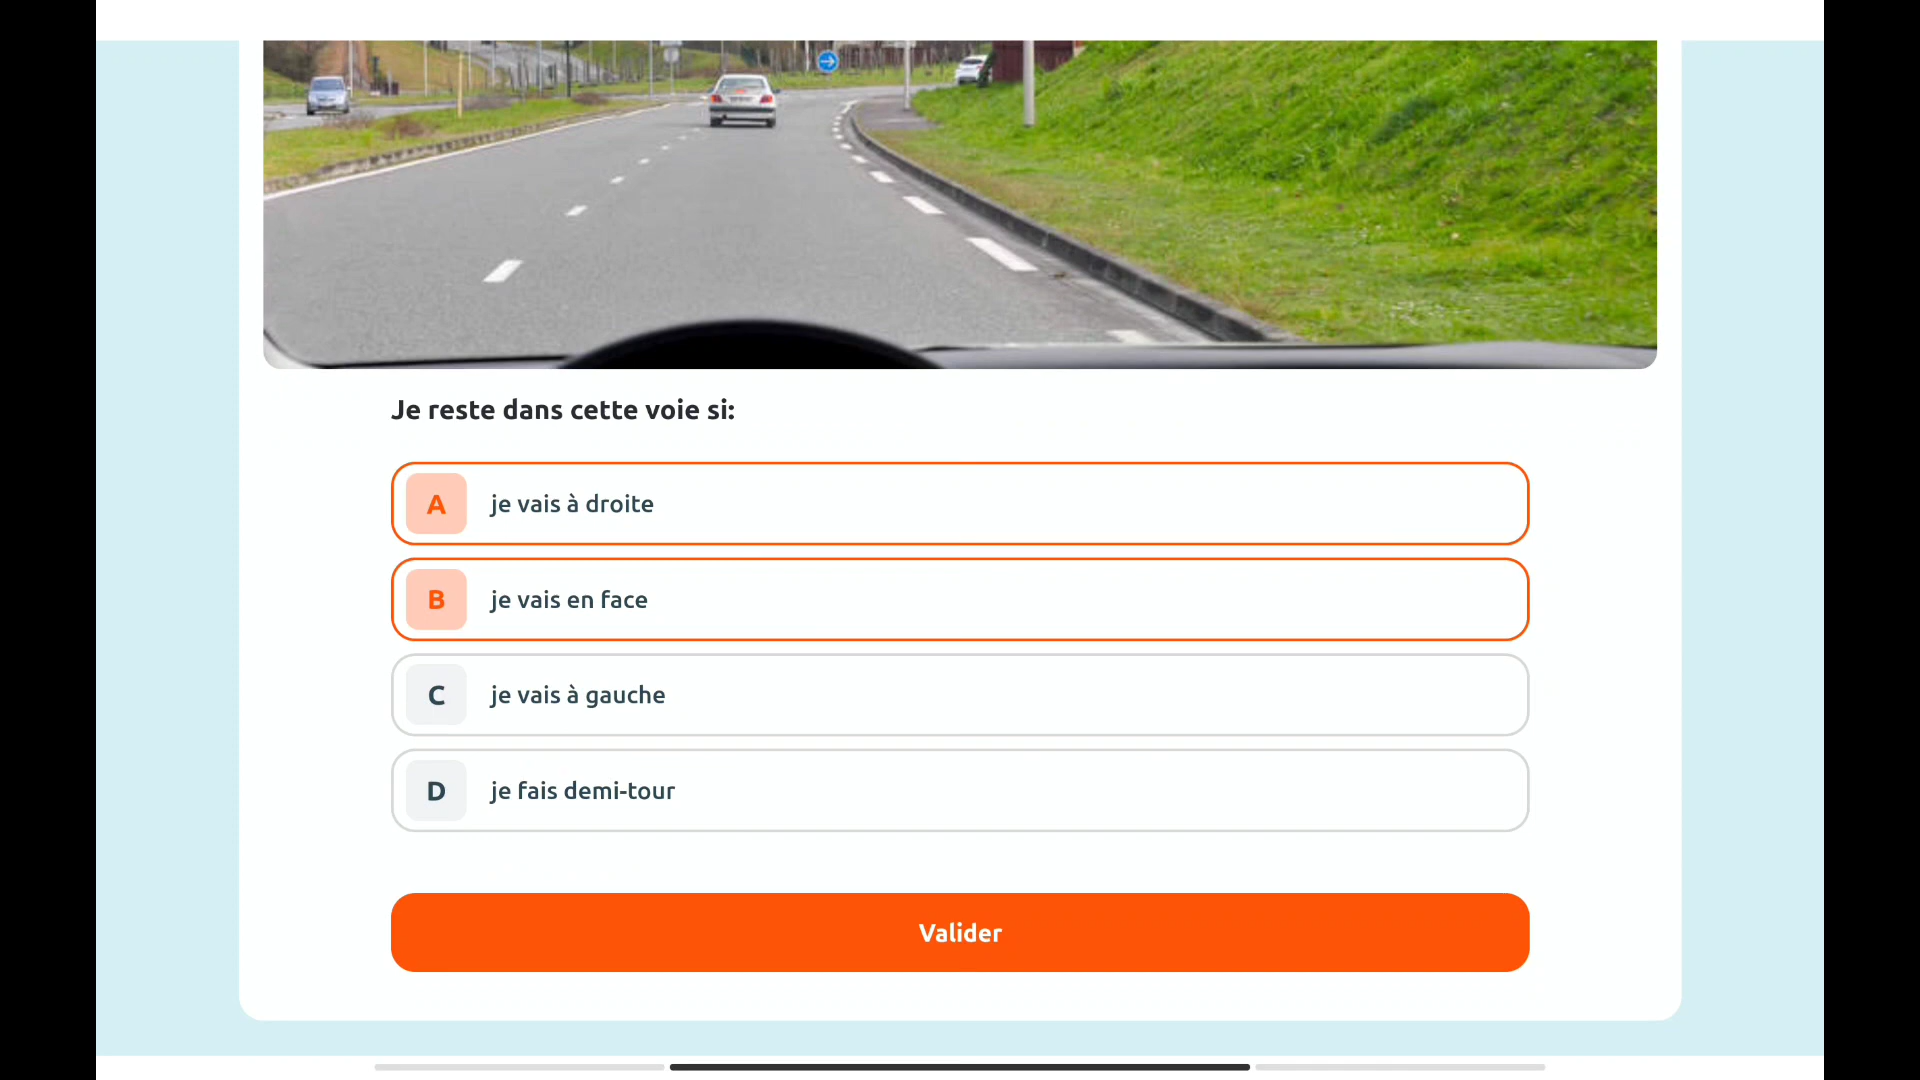 Je reste dans cette voie si:
A je vais à droite
B je vais en face
C je vais à gauche
D je fais demi-tour
Valider